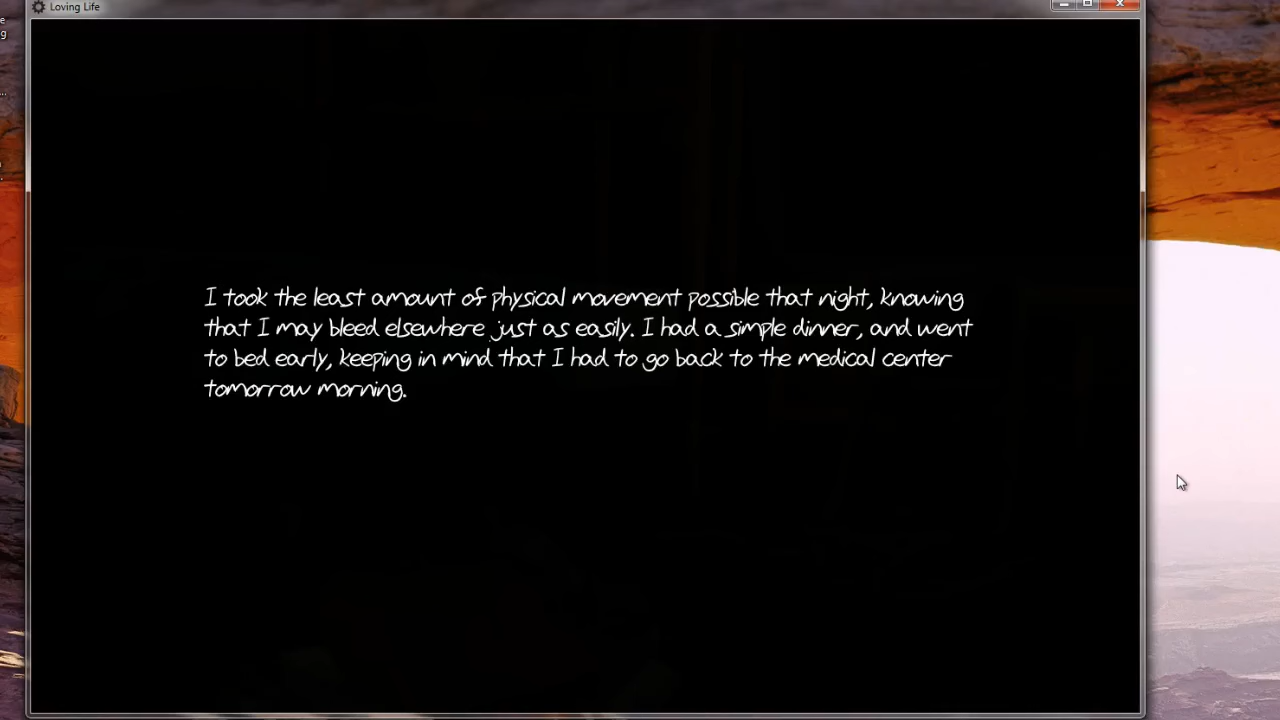 Loving Life
I took the least amount of physical movement possible that night, knowing
that I may bleed elsewhere just as easily. I had a simple dinner, and went
to bed early, keeping in mind that I had to go back to the medical center
tomorrow morning.